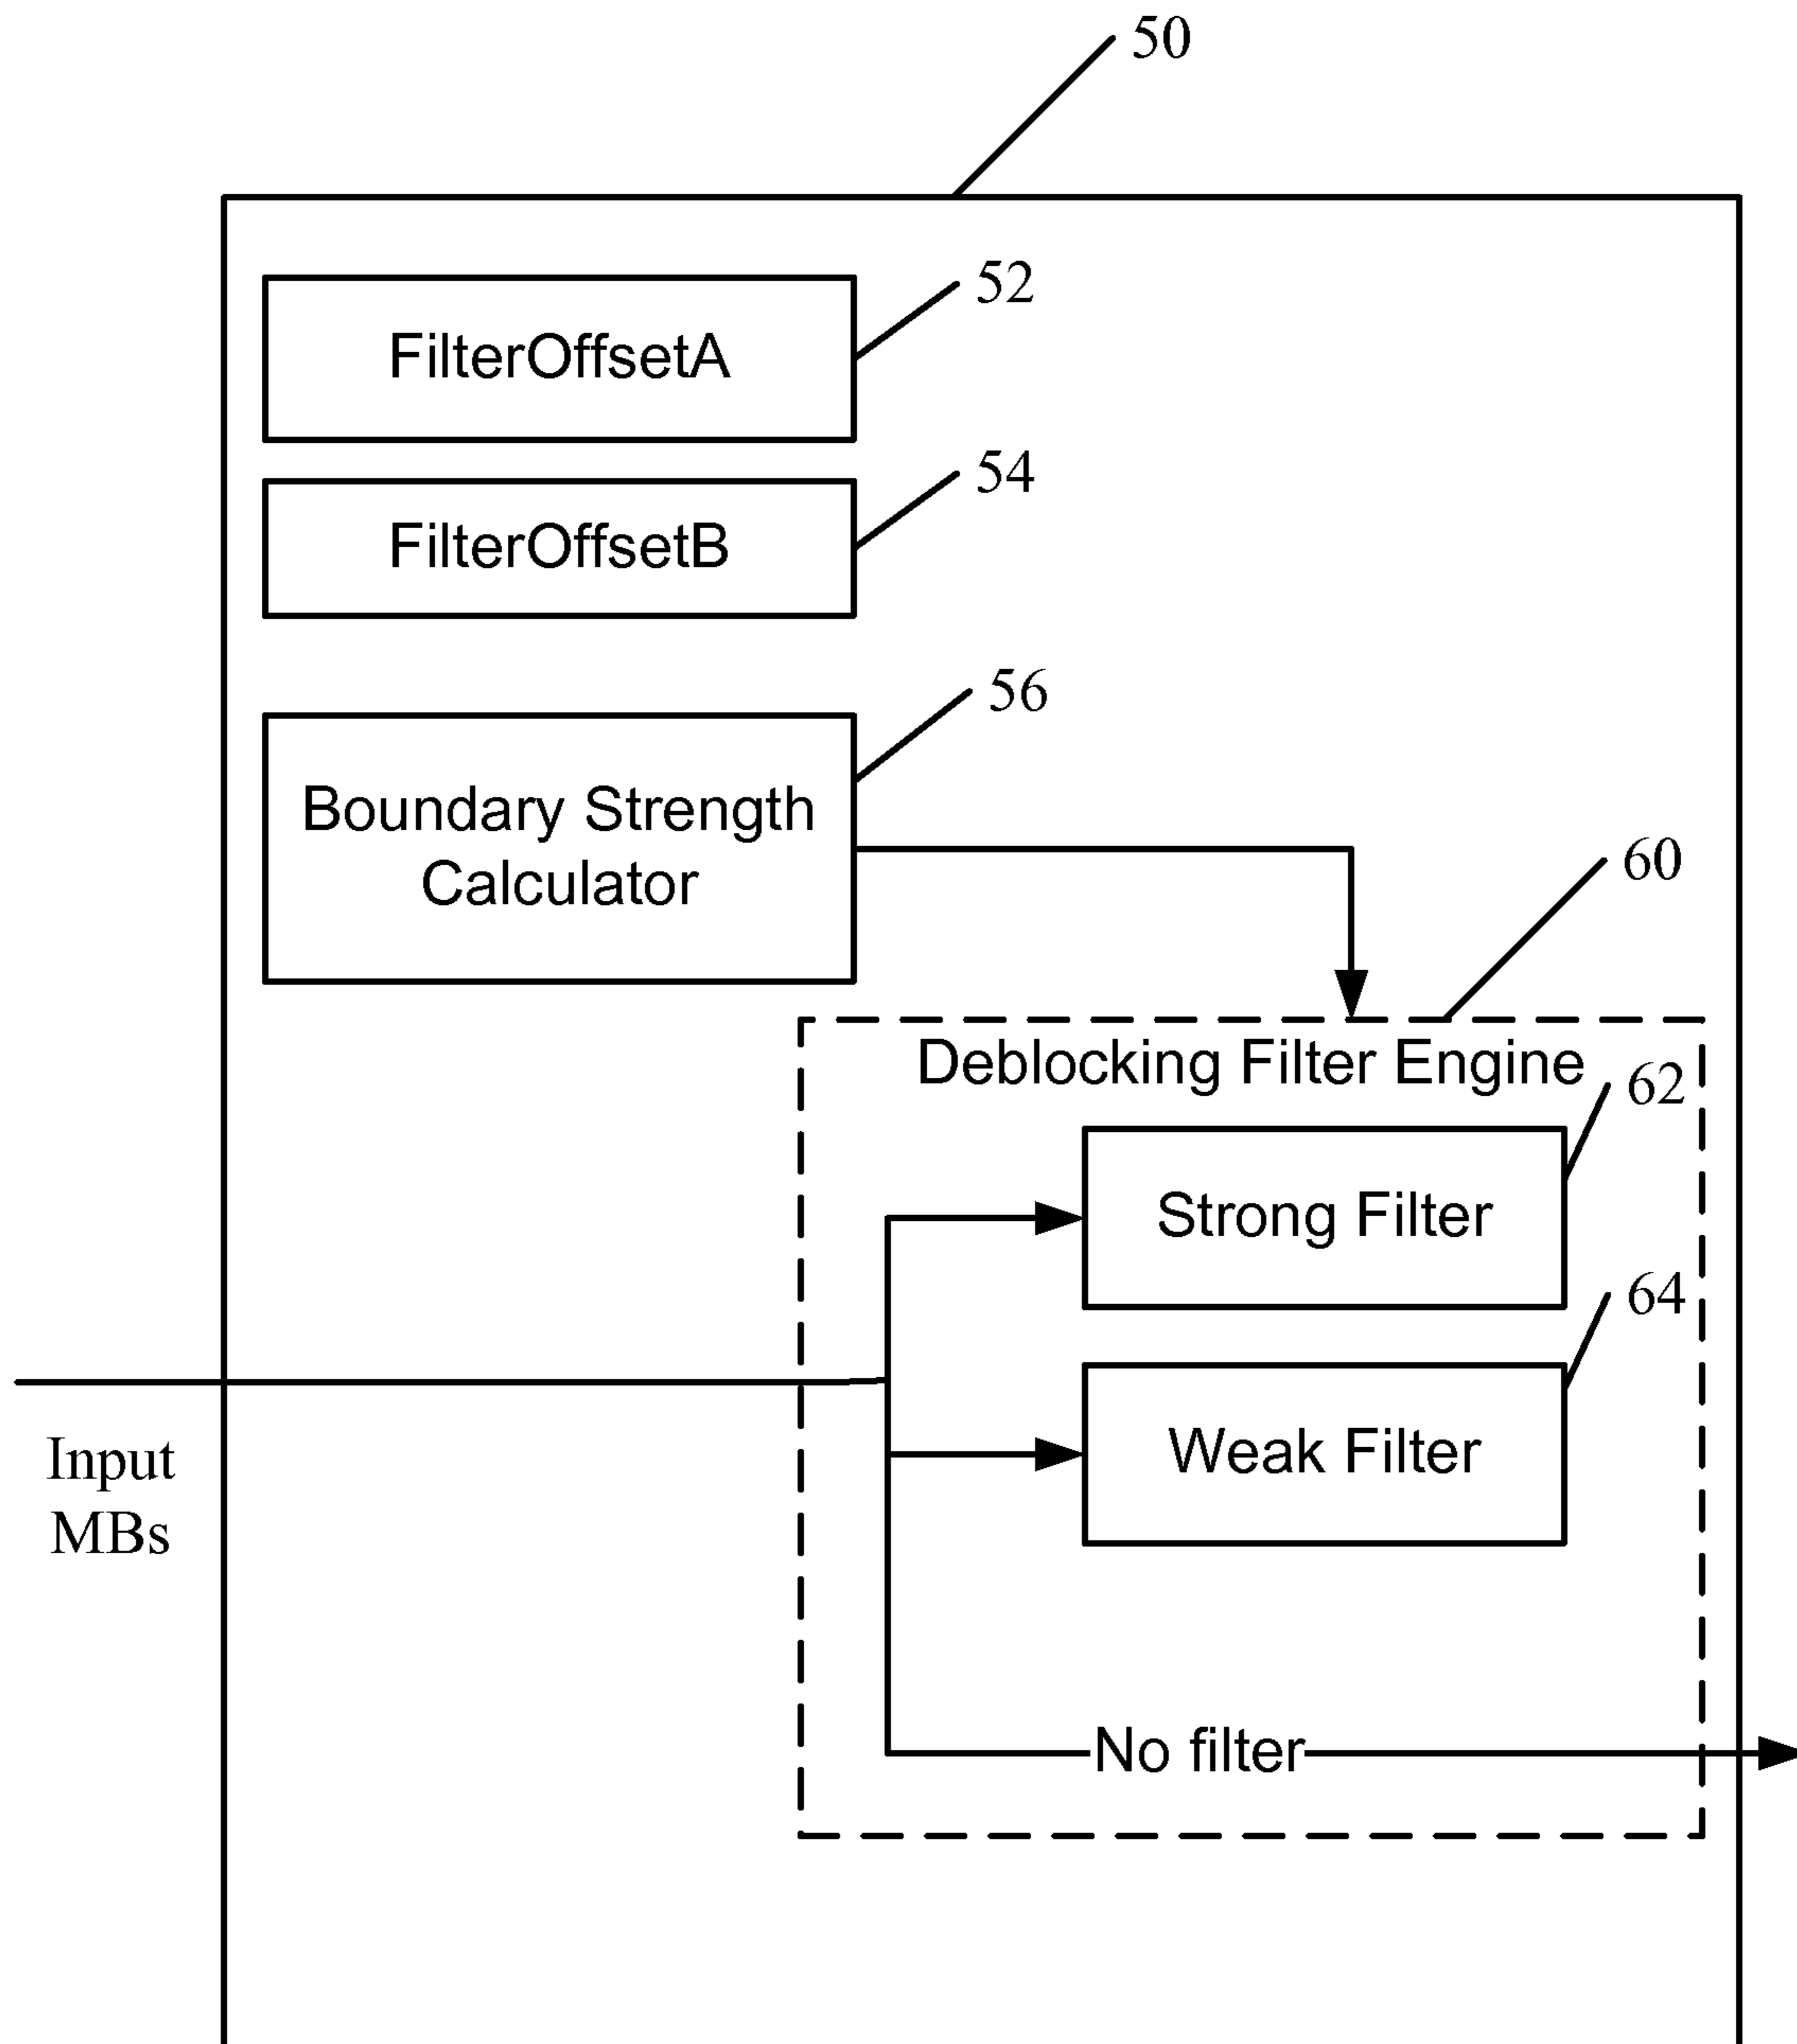 50
52
FilterOffsetA
54
FilterOffsetB
56
Boundary Strength
Calculator
60
Deblocking Filter Engine
62
Strong Filter
64
Weak Filter
Input
MBs
No filter